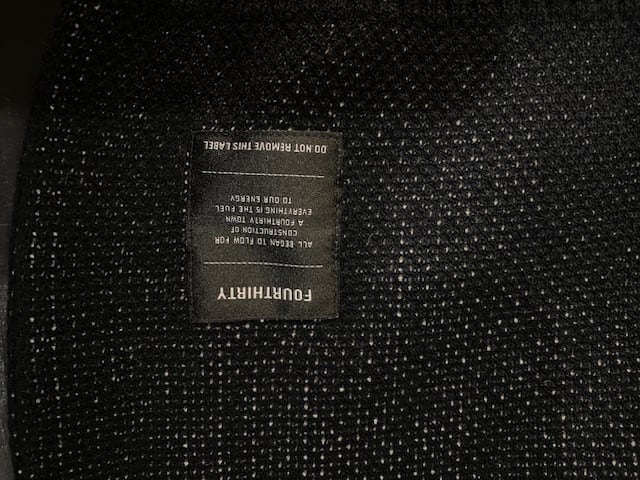 FOURTHIRTY
ALL BEGAN TO FLOW FOR
CONSTRUCTION OF
A FOURTHIRTY TOWN
EVERYTHING IS THE FUEL
TO OUR ENERGY
DO NOT REMOVE THIS LABEL